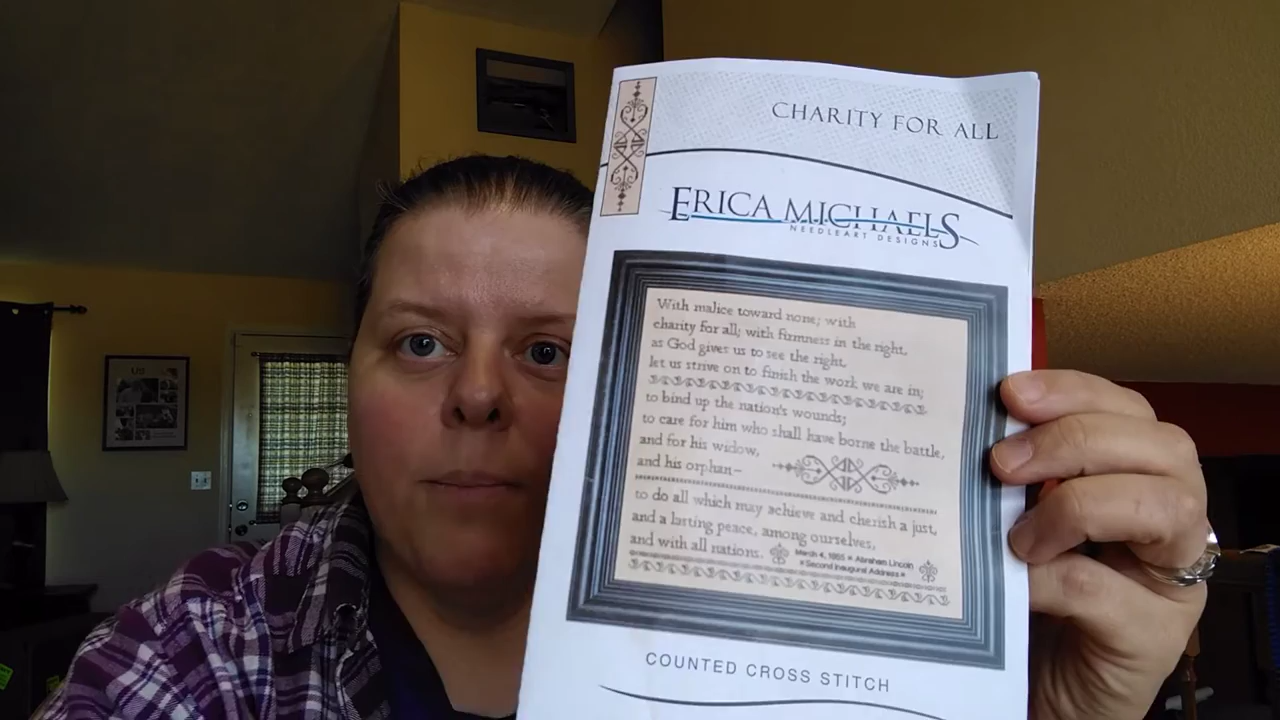 CHARITY FOR ALL
ERICA MICHAELS
NEEDLEART DESIGNS
With malice toward none; with
charity for all; with firmness in the right,
as God gives us to see the right,
let us strive on to finish the work we are in;
to bind up the nation's wounds;
to care for him who shall have borne the battle,
and for his widow,
and his orphan–
to do all which may achieve and cherish a just,
and a lasting peace, among ourselves,
and with all nations.
March 4, 1865 Abraham Lincoln
Second Inaugural Address
COUNTED CROSS STITCH